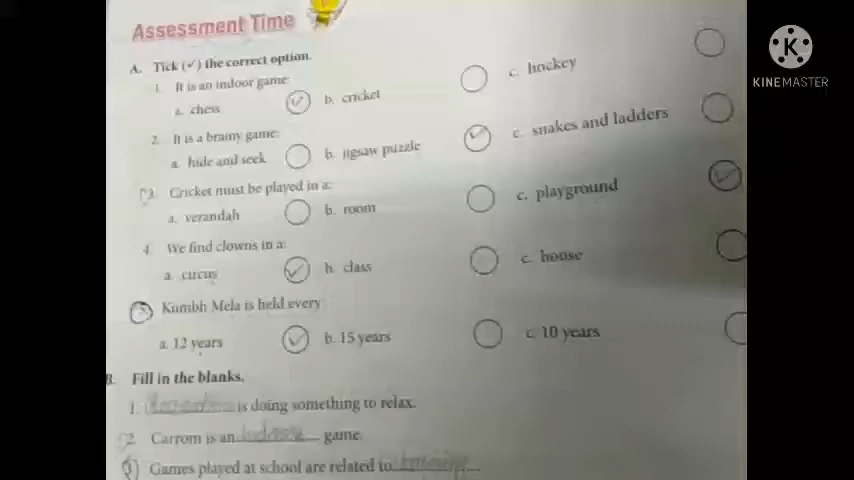 Assessment Time
A. Tick (✓) the correct option.
1. It is an indoor game:
a. chess b. cricket c. hockey
2. It is a brainy game:
a. hide and seek b. jigsaw puzzle c. snakes and ladders
3. Cricket must be played in a:
a. verandah b. room c. playground
4. We find clowns in a:
a. circus b. class c. house
Kumbh Mela is held every
a. 12 years b. 15 years c. 10 years
B. Fill in the blanks.
1. is doing something to relax.
2. Carrom is an indoor game.
3. Games played at school are related to
K
KINEMASTER